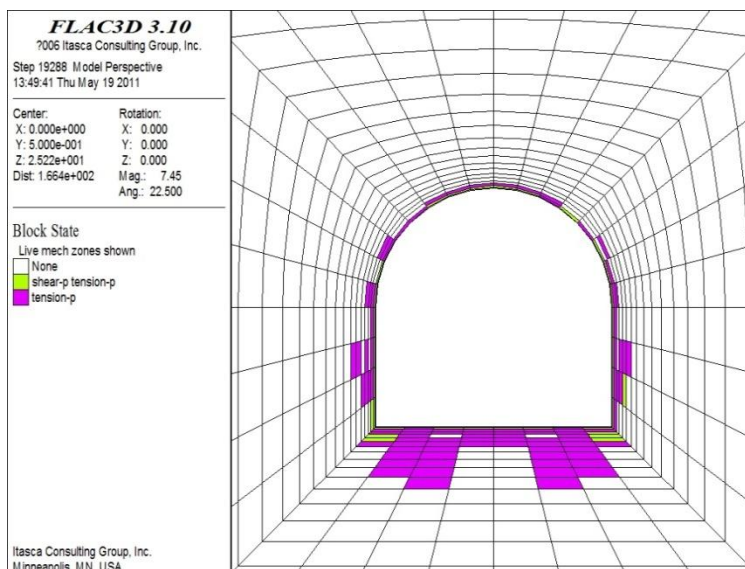 FLAC3D 3.10
?006 Itasca Consulting Group, Inc.
Step 19288 Model Perspective
13:49:41 Thu May 19 2011
Center:
X: 0.000e+000
Y: 5.000e-001
Z: 2.522e+001
Dist: 1.664e+002
Rotation:
X: 0.000
Y: 0.000
Z: 0.000
Mag.: 7.45
Ang.: 22.500
Block State
Live mech zones shown
None
shear-p tension-p
tension-p
Itasca Consulting Group, Inc.
Minneapolis, MN USA